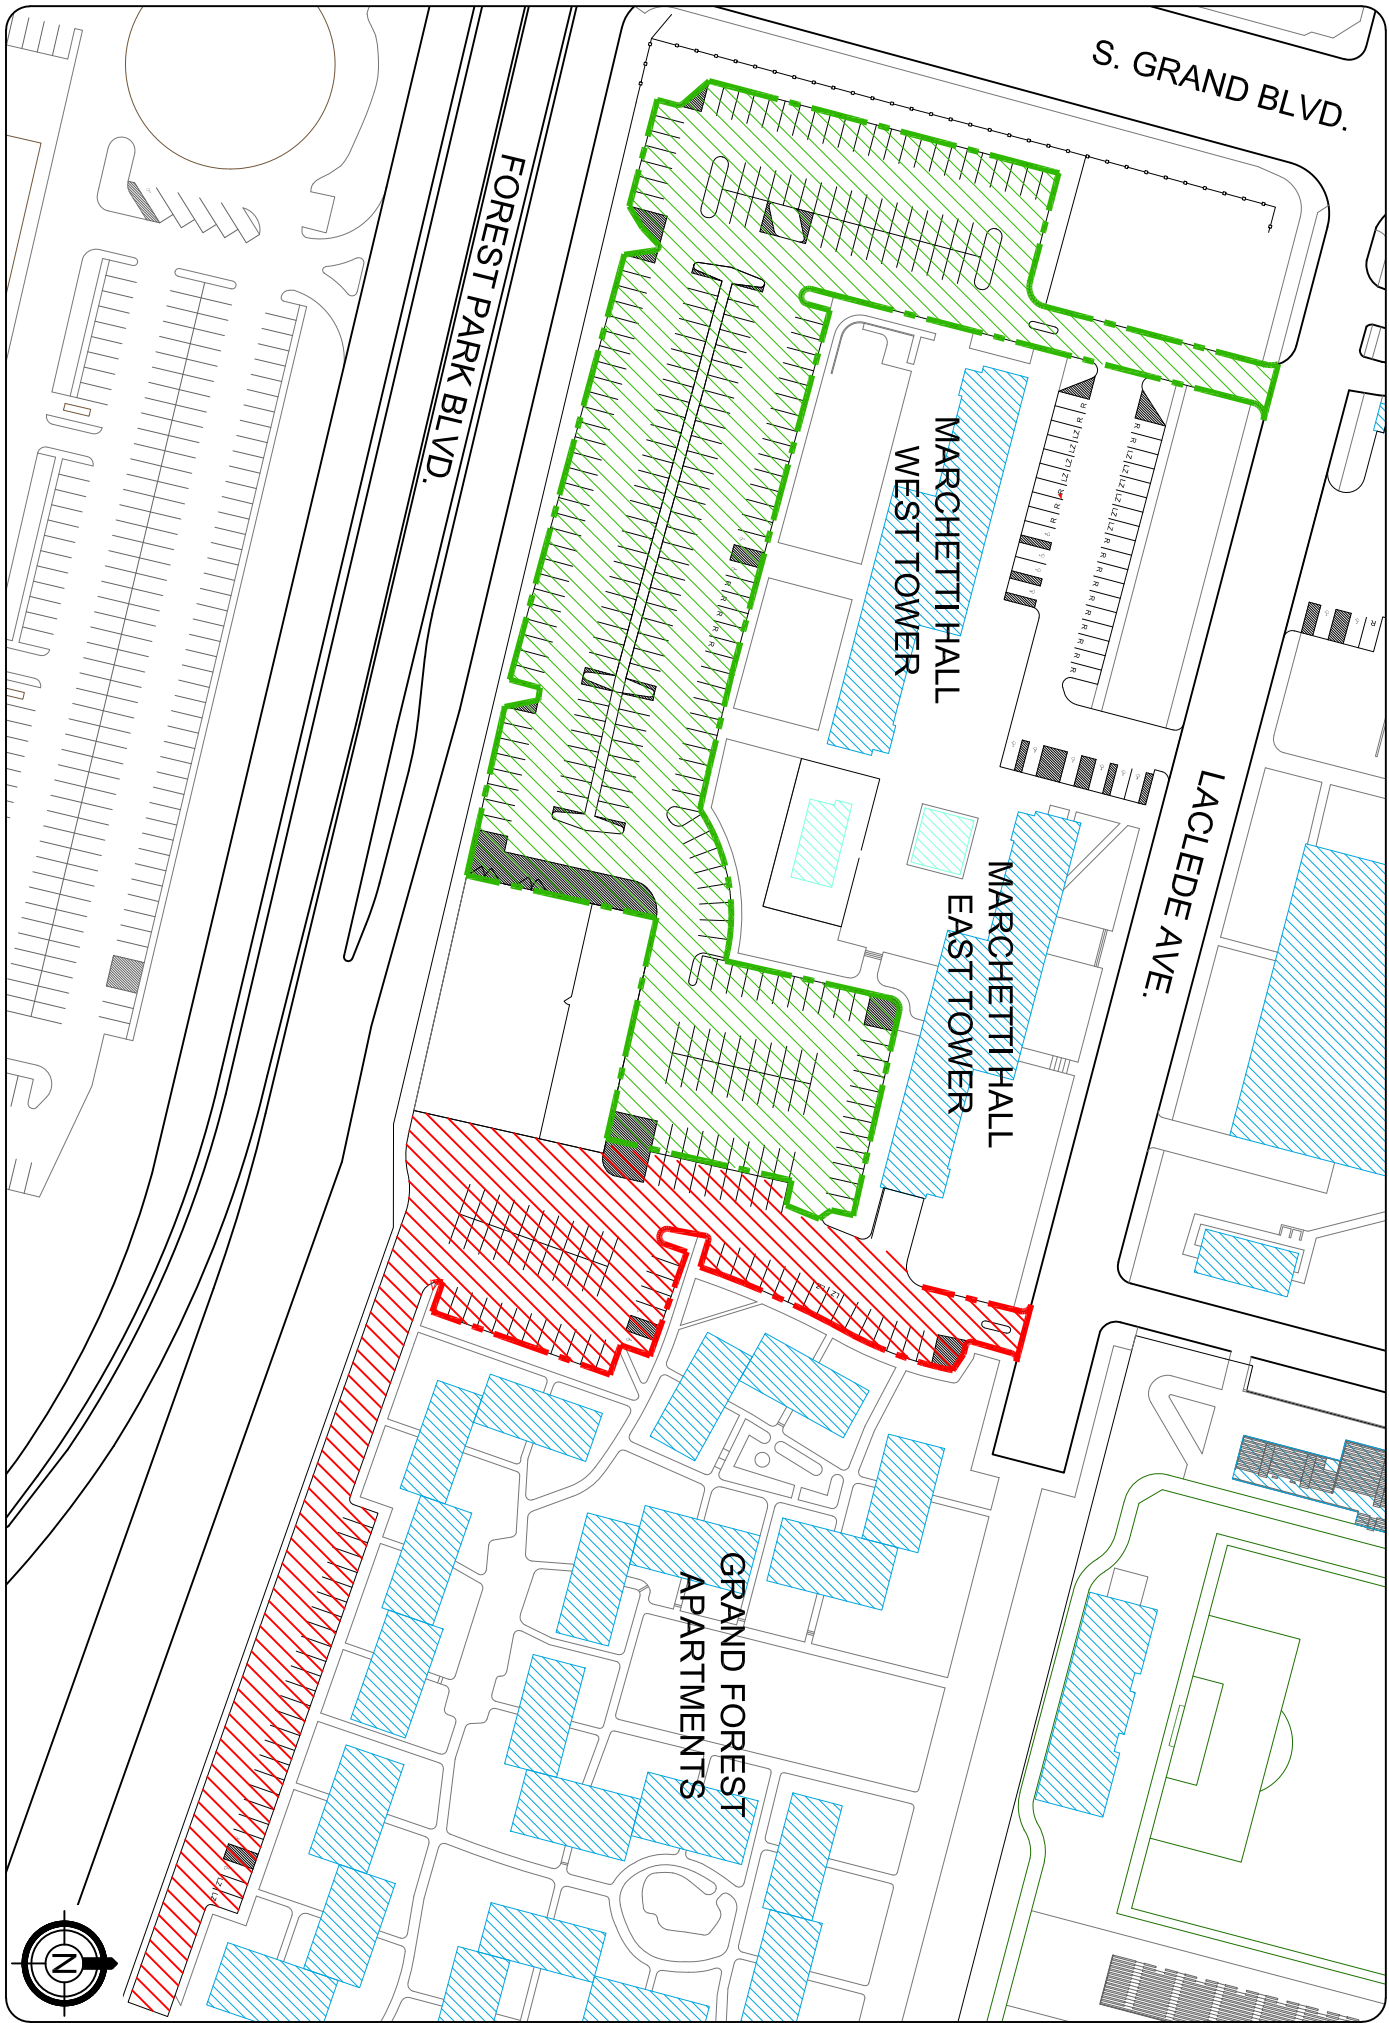 S. GRAND BLVD.
FOREST PARK BLVD.
MARCHETTI HALL
WEST TOWER
LACLEDE AVE.
MARCHETTI HALL
EAST TOWER
GRAND FOREST
APARTMENTS
N